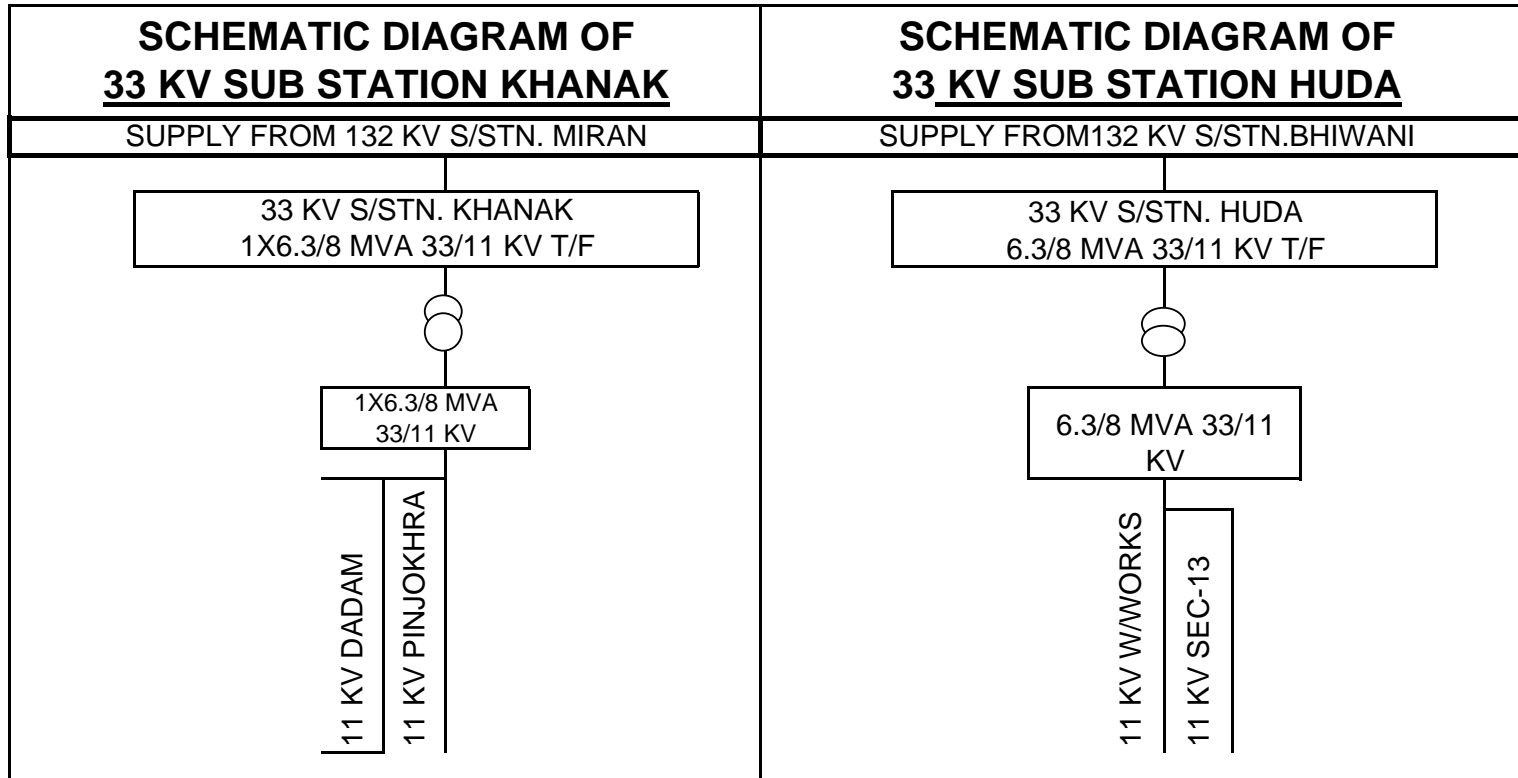 SCHEMATIC DIAGRAM OF
33 KV SUB STATION KHANAK
SUPPLY FROM 132 KV S/STN. MIRAN
33 KV S/STN. KHANAK
1X6.3/8 MVA 33/11 KV T/F
1X6.3/8 MVA
33/11 KV
11 KV DADAM
11 KV PINJOKHRA
SCHEMATIC DIAGRAM OF
33 KV SUB STATION HUDA
SUPPLY FROM132 KV S/STN.BHIWANI
33 KV S/STN. HUDA
6.3/8 MVA 33/11 KV T/F
6.3/8 MVA 33/11
KV
11 KV W/WORKS
11 KV SEC-13